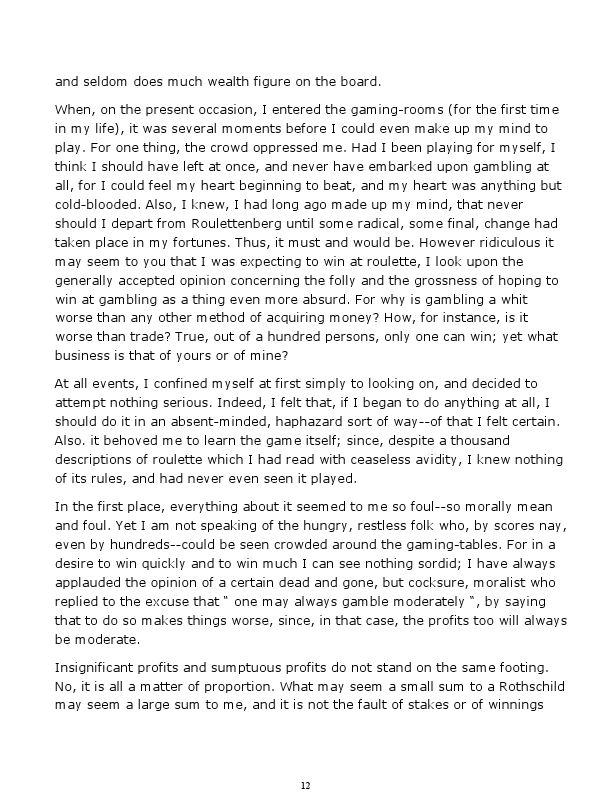 and seldom does much wealth figure on the board.
When, on the present occasion, I entered the gaming-rooms (for the first time
in my life), it was several moments before I could even make up my mind to
play. For one thing, the crowd oppressed me. Had I been playing for myself, I
think I should have left at once, and never have embarked upon gambling at
all, for I could feel my heart beginning to beat, and my heart was anything but
cold-blooded. Also, I knew, I had long ago made up my mind, that never
should I depart from Roulettenberg until some radical, some final, change had
taken place in my fortunes. Thus, it must and would be. However ridiculous it
may seem to you that I was expecting to win at roulette, I look upon the
generally accepted opinion concerning the folly and the grossness of hoping to
win at gambling as a thing even more absurd. For why is gambling a whit
worse than any other method of acquiring money? How, for instance, is it
worse than trade? True, out of a hundred persons, only one can win; yet what
business is that of yours or of mine?
At all events, I confined myself at first simply to looking on, and decided to
attempt nothing serious. Indeed, I felt that, if I began to do anything at all, I
should do it in an absent-minded, haphazard sort of way--of that I felt certain.
Also. it behoved me to learn the game itself; since, despite a thousand
descriptions of roulette which I had read with ceaseless avidity, I knew nothing
of its rules, and had never even seen it played.
In the first place, everything about it seemed to me so foul--so morally mean
and foul. Yet I am not speaking of the hungry, restless folk who, by scores nay,
even by hundreds--could be seen crowded around the gaming-tables. For in a
desire to win quickly and to win much I can see nothing sordid; I have always
applauded the opinion of a certain dead and gone, but cocksure, moralist who
replied to the excuse that “ one may always gamble moderately “, by saying
that to do so makes things worse, since, in that case, the profits too will always
be moderate.
Insignificant profits and sumptuous profits do not stand on the same footing.
No, it is all a matter of proportion. What may seem a small sum to a Rothschild
may seem a large sum to me, and it is not the fault of stakes or of winnings
12